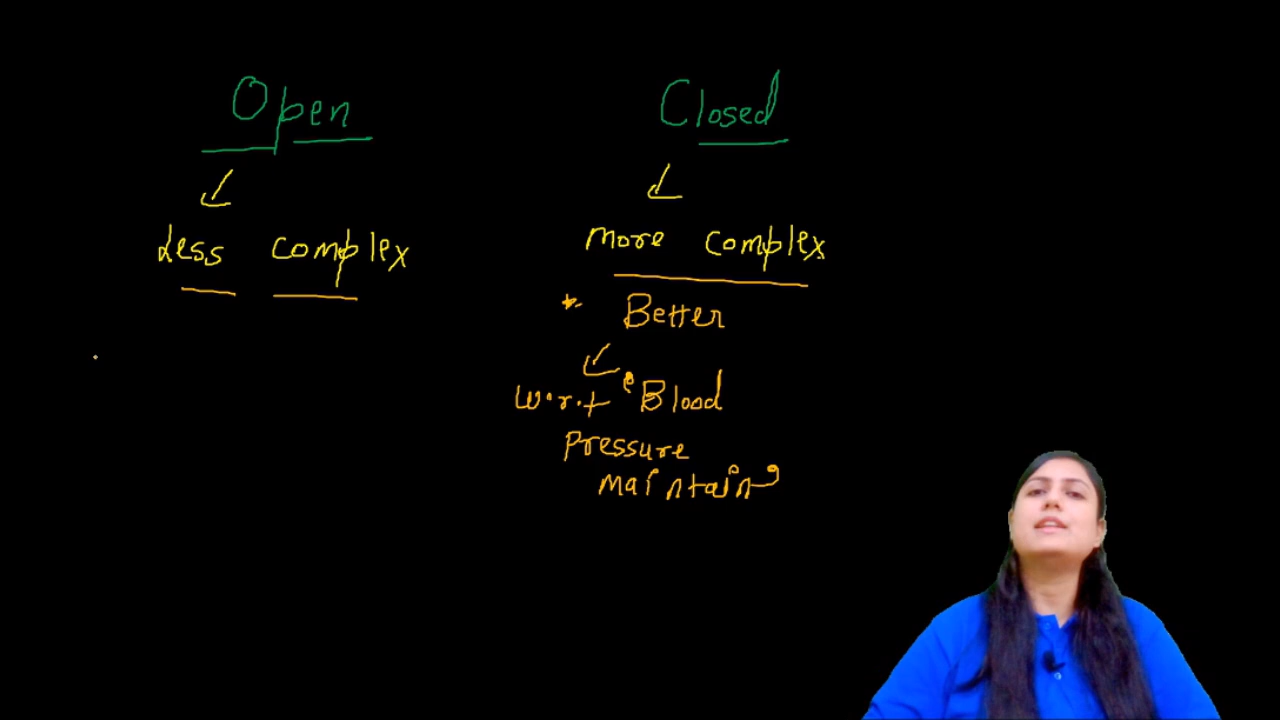 Open
Less complex
Closed
More complex
* Better
w.r.t "Blood
Pressure
maintain"